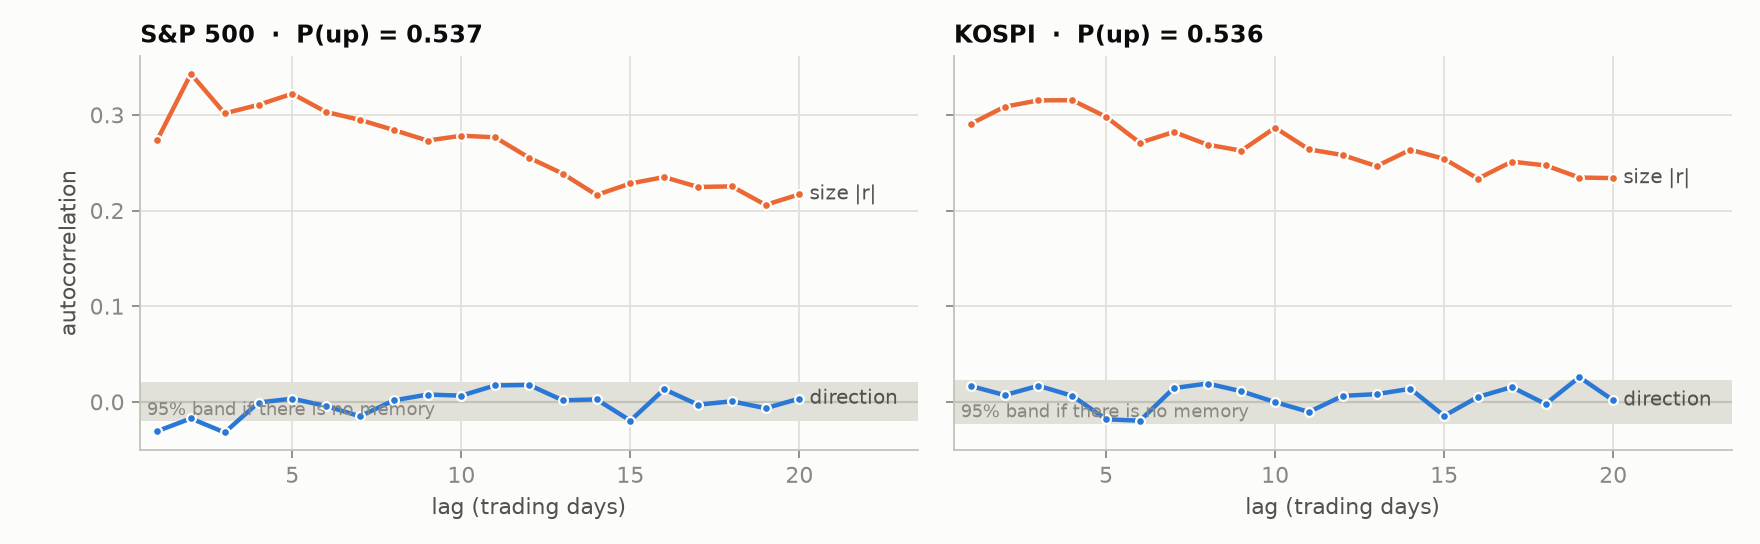 S&P 500 · P(up) = 0.537
KOSPI · P(up) = 0.536
autocorrelation
0.3
0.2
0.1
0.0
size |r|
direction
95% band if there is no memory
5
10
15
20
lag (trading days)
size |r|
direction
95% band if there is no memory
5
10
15
20
lag (trading days)